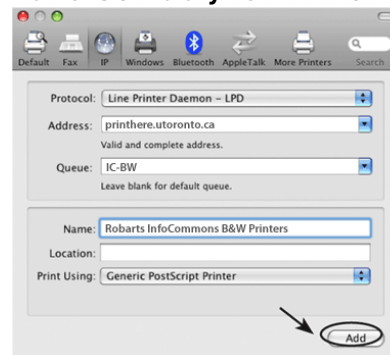 Default Fax IP Windows Bluetooth AppleTalk More Printers Search
Protocol: Line Printer Daemon – LPD
Address: printhere.utoronto.ca
Valid and complete address.
Queue: IC-BW
Leave blank for default queue.
Name: Robarts InfoCommons B&W Printers
Location:
Print Using: Generic PostScript Printer
Add